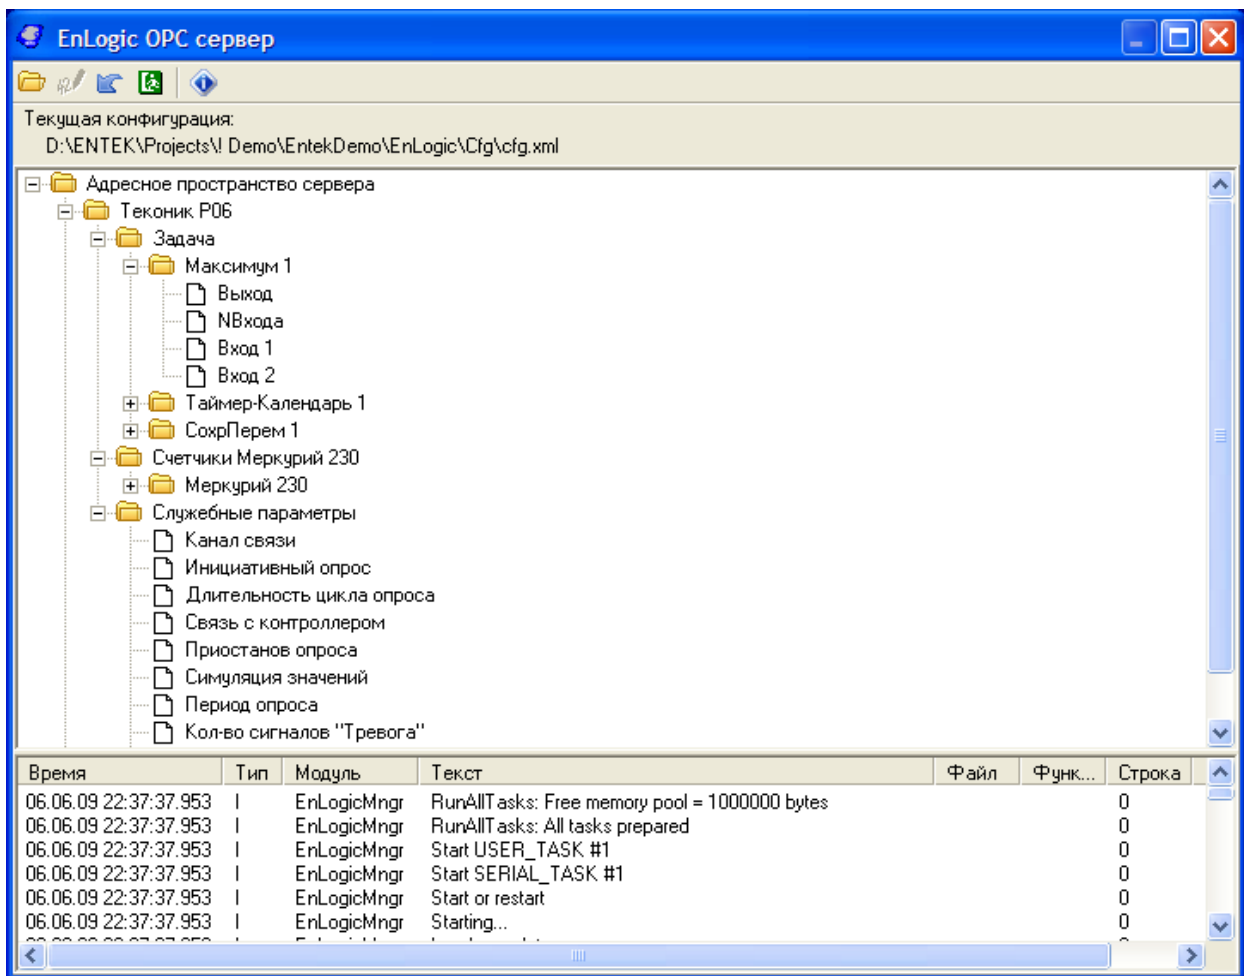 EnLogic OPC сервер
Текущая конфигурация:
D:\ENTEK\Projects\! Demo\EntekDemo\EnLogic\Cfg\cfg.xml
Адресное пространство сервера
Теконик P06
Задача
Максимум 1
Выход
NВхода
Вход 1
Вход 2
Таймер-Календарь 1
СохрПерем 1
Счетчики Меркурий 230
Меркурий 230
Служебные параметры
Канал связи
Инициативный опрос
Длительность цикла опроса
Связь с контроллером
Приостанов опроса
Симуляция значений
Период опроса
Кол-во сигналов "Тревога"
Время Тип Модуль Текст Файл Функ... Строка
06.06.09 22:37:37.953 I EnLogicMngr RunAllTasks: Free memory pool = 1000000 bytes 0
06.06.09 22:37:37.953 I EnLogicMngr RunAllTasks: All tasks prepared 0
06.06.09 22:37:37.953 I EnLogicMngr Start USER_TASK #1 0
06.06.09 22:37:37.953 I EnLogicMngr Start SERIAL_TASK #1 0
06.06.09 22:37:37.953 I EnLogicMngr Start or restart 0
06.06.09 22:37:37.953 I EnLogicMngr Starting... 0